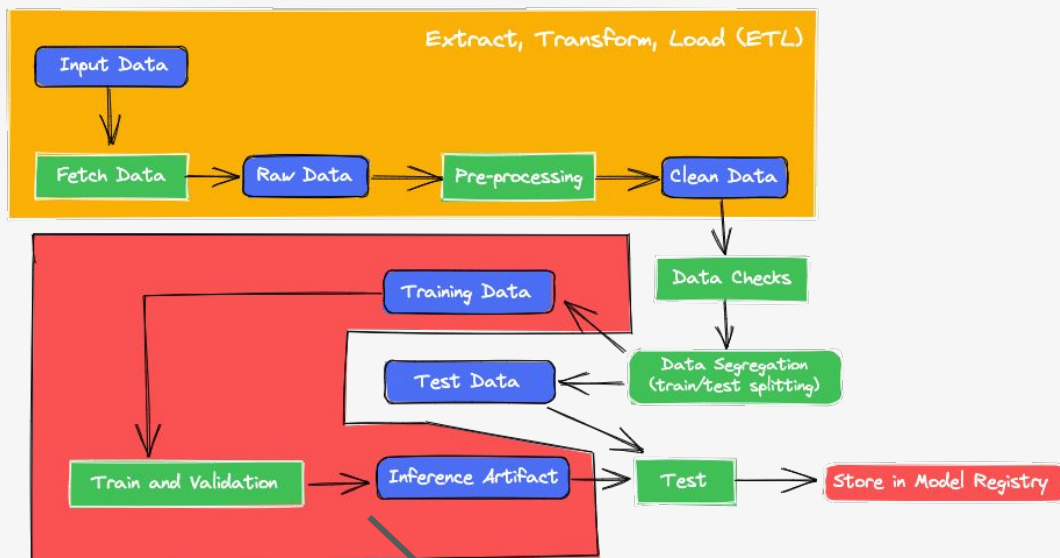 Extract, Transform, Load (ETL)
Input Data
Fetch Data
Raw Data
Pre-processing
Clean Data
Data Checks
Training Data
Data Segregation
(train/test splitting)
Test Data
Train and Validation
Inference Artifact
Test
Store in Model Registry